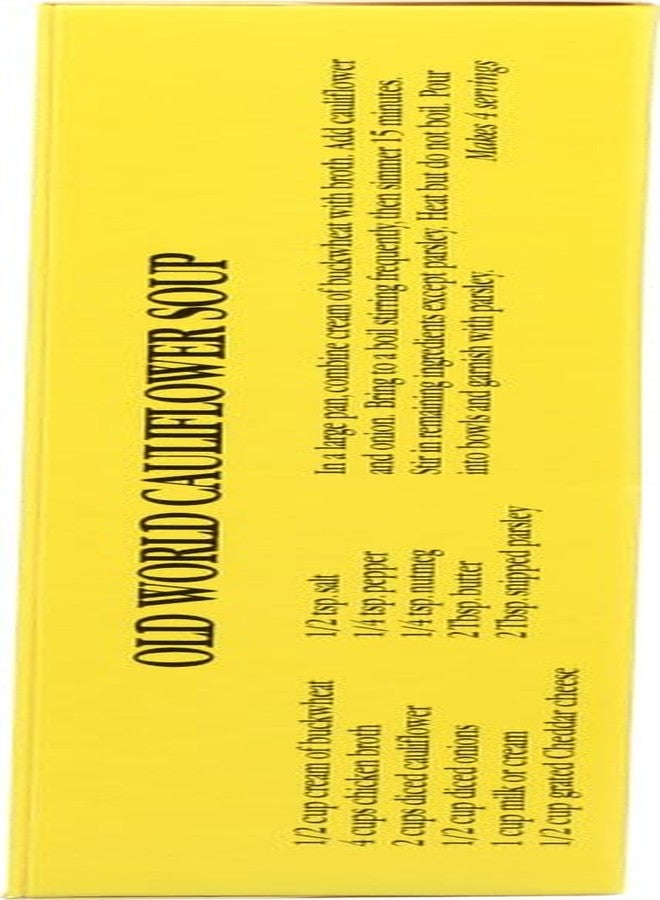 OLD WORLD CAULIFLOWER SOUP
1/2 cup cream of buckwheat
4 cups chicken broth
2 cups diced cauliflower
1/2 cup diced onions
1 cup milk or cream
1/2 cup grated Cheddar cheese
1/2 tsp. salt
1/4 tsp. pepper
1/4 tsp. nutmeg
2 Tbsp. butter
2 Tbsp. snipped parsley
In a large pan, combine cream of buckwheat with broth. Add cauliflower
and onion. Bring to a boil stirring frequently, then simmer 15 minutes.
Stir in remaining ingredients except parsley. Heat but do not boil. Pour
into bowls and garnish with parsley.
Makes 4 servings